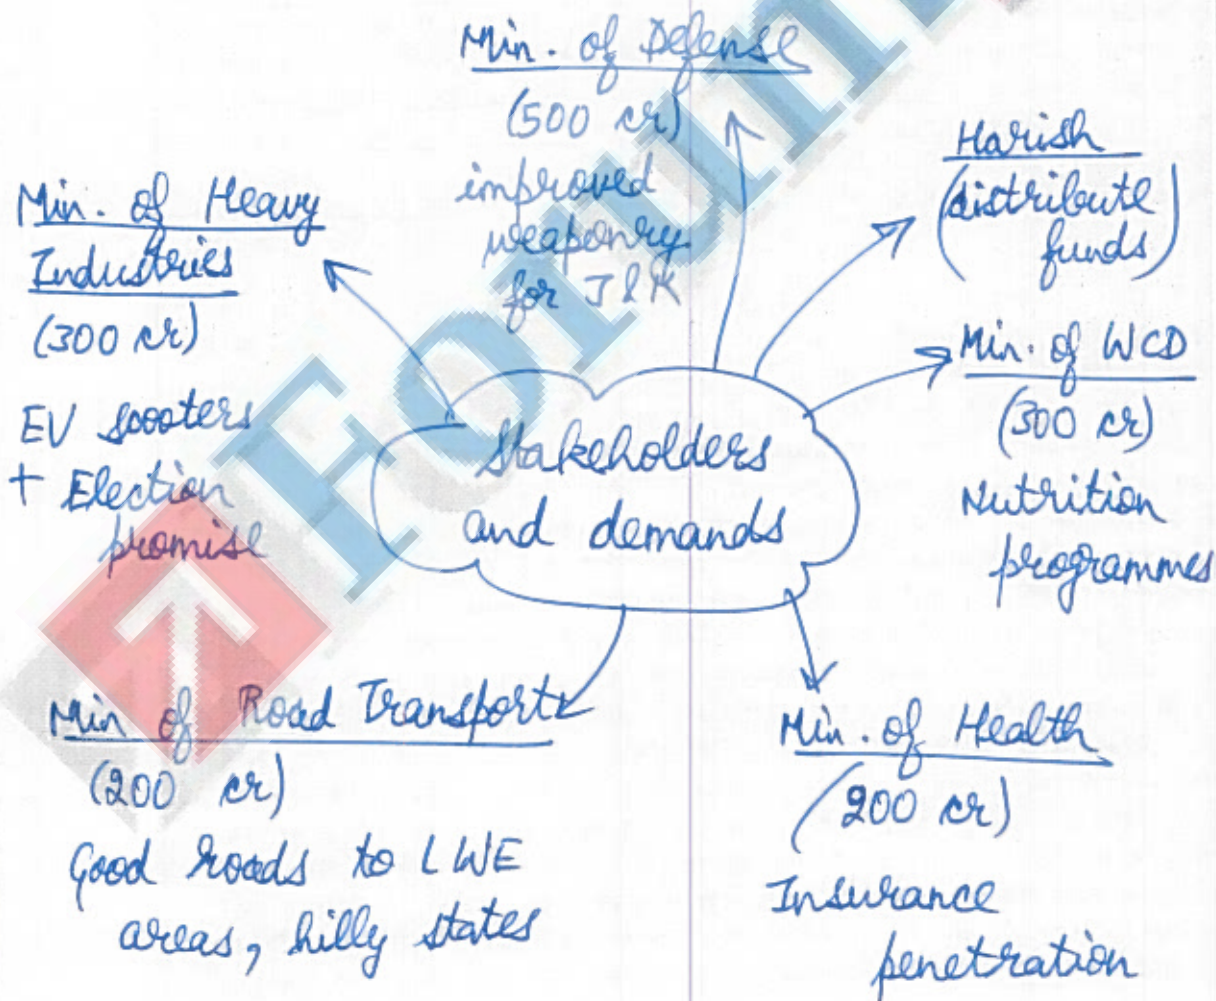 Min. of Defense
(500 cr)
improved
weaponry
for J & K
Harish
(distribute
funds)
Min. of Heavy
Industries
(300 cr)
EV scooters
+ Election
promise
Min. of WCD
(300 cr)
Nutrition
programmes
Stakeholders
and demands
Min. of Road Transport
(200 cr)
Good roads to LWE
areas, hilly states
Min. of Health
(200 cr)
Insurance
penetration
Forum